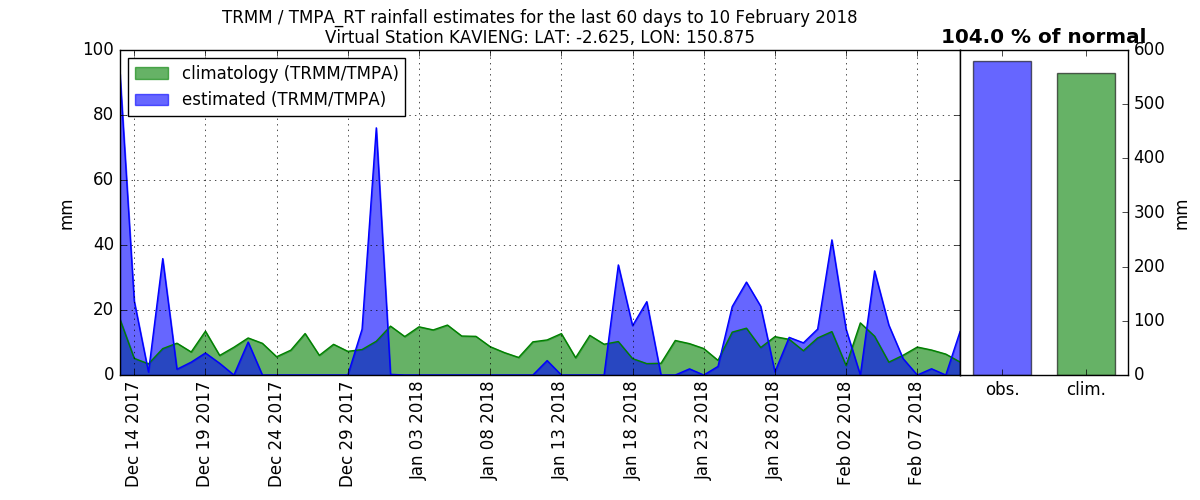 TRMM / TMPA_RT rainfall estimates for the last 60 days to 10 February 2018
Virtual Station KAVIENG: LAT: -2.625, LON: 150.875
104.0 % of normal
climatology (TRMM/TMPA)
estimated (TRMM/TMPA)
100
80
60
40
20
0
mm
600
500
400
300
200
100
0
mm
Dec 14 2017
Dec 19 2017
Dec 24 2017
Dec 29 2017
Jan 03 2018
Jan 08 2018
Jan 13 2018
Jan 18 2018
Jan 23 2018
Jan 28 2018
Feb 02 2018
Feb 07 2018
obs.
clim.